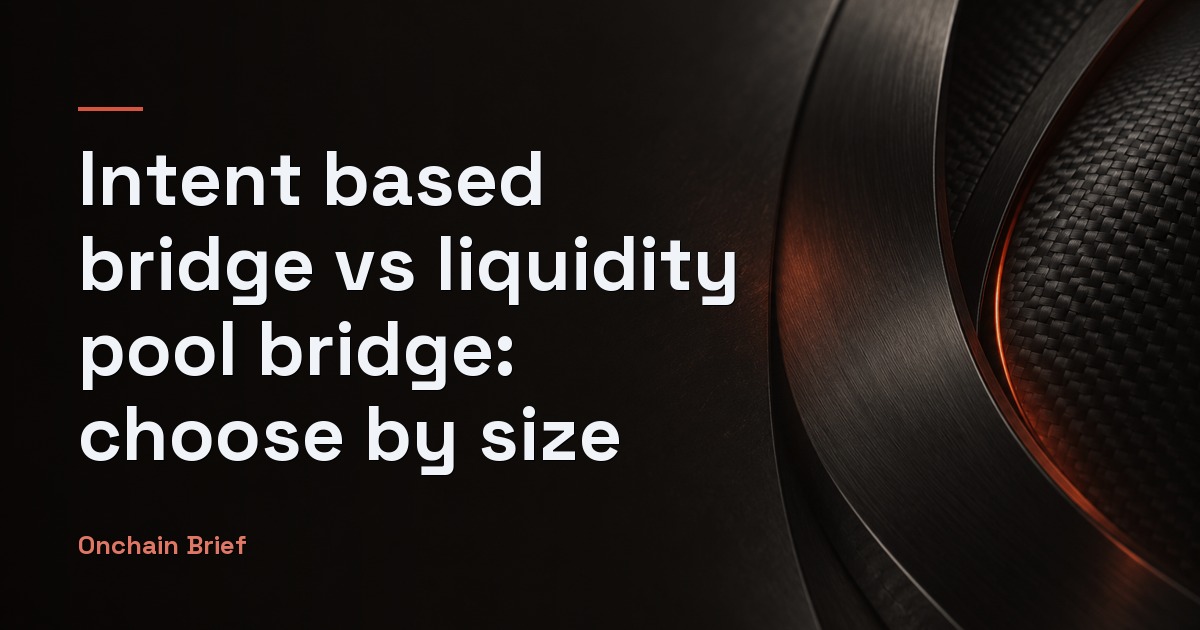 Intent based
bridge vs liquidity
pool bridge:
choose by size
Onchain Brief